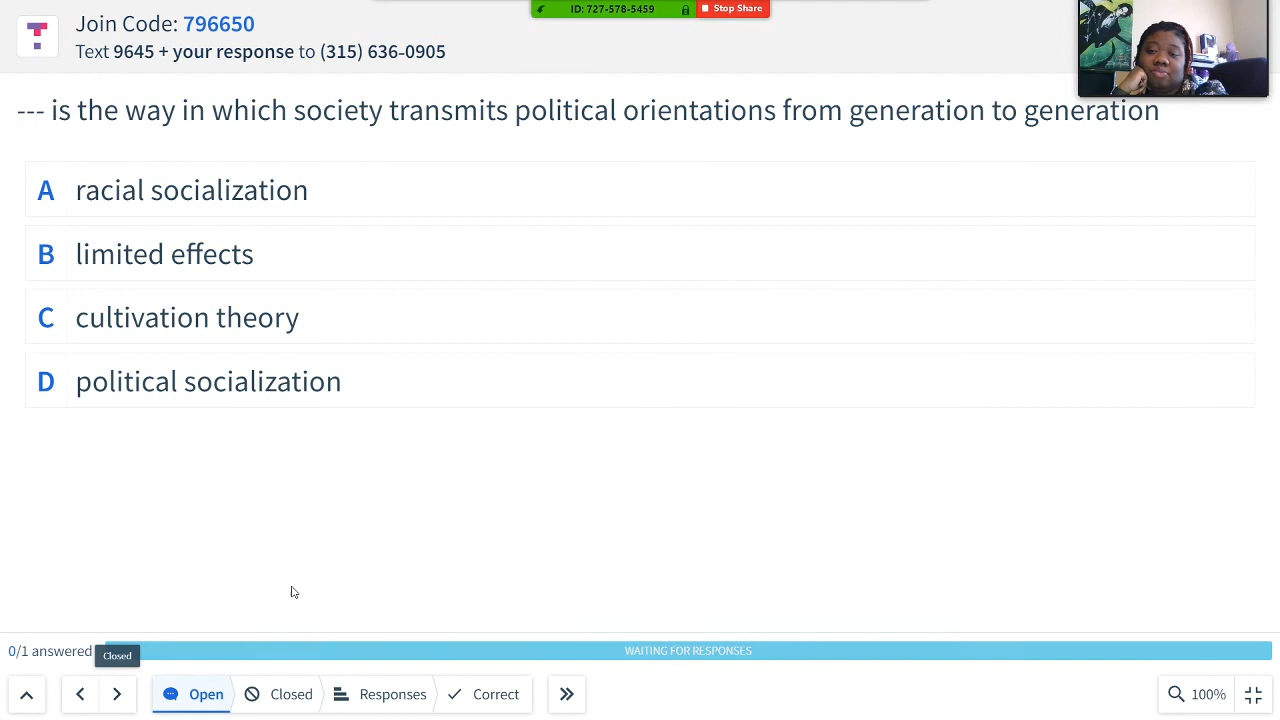 Join Code: 796650
ID: 727-578-5459
Stop Share
Text 9645 + your response to (315) 636-0905
--- is the way in which society transmits political orientations from generation to generation
A racial socialization
B limited effects
C cultivation theory
D political socialization
0/1 answered
Closed
WAITING FOR RESPONSES
Open
Closed
Responses
Correct
100%